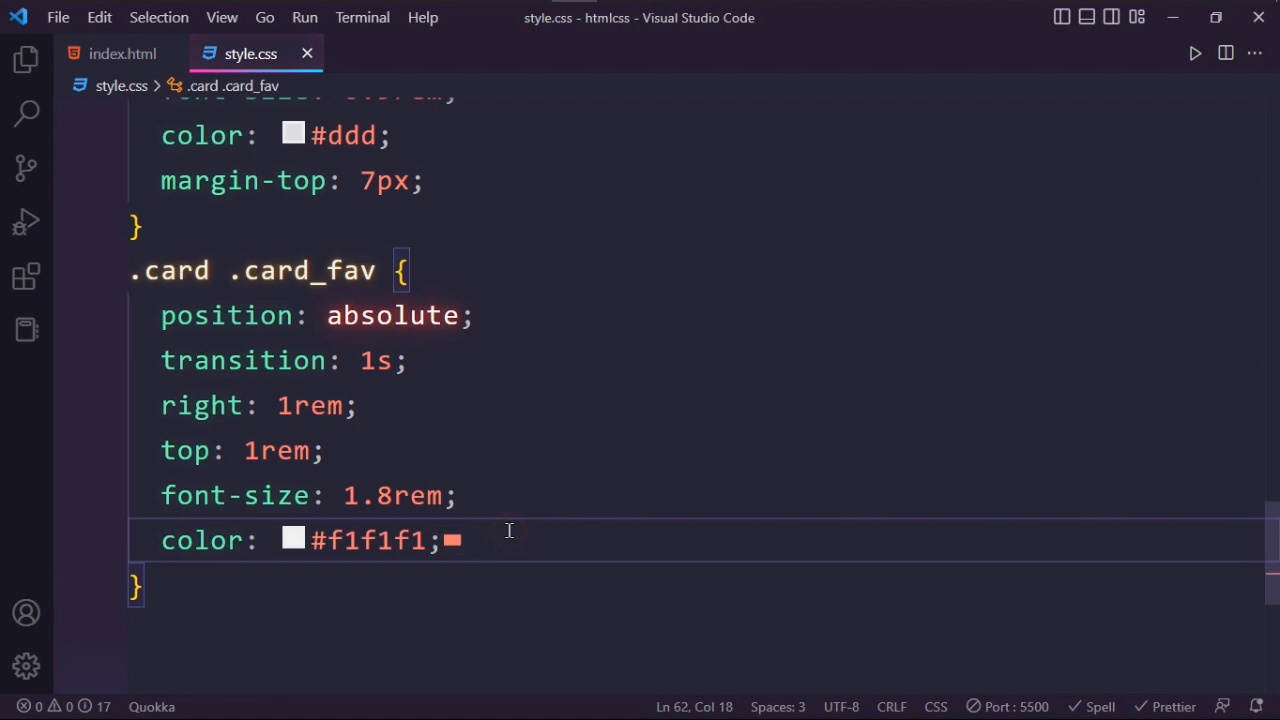 File Edit Selection View Go Run Terminal Help style.css - htmlcss - Visual Studio Code
index.html style.css
style.css > .card .card_fav
color: #ddd;
margin-top: 7px;
}
.card .card_fav {
position: absolute;
transition: 1s;
right: 1rem;
top: 1rem;
font-size: 1.8rem;
color: #f1f1f1;
}
0 0 17 Quokka Ln 62, Col 18 Spaces: 3 UTF-8 CRLF CSS Port : 5500 Spell Prettier